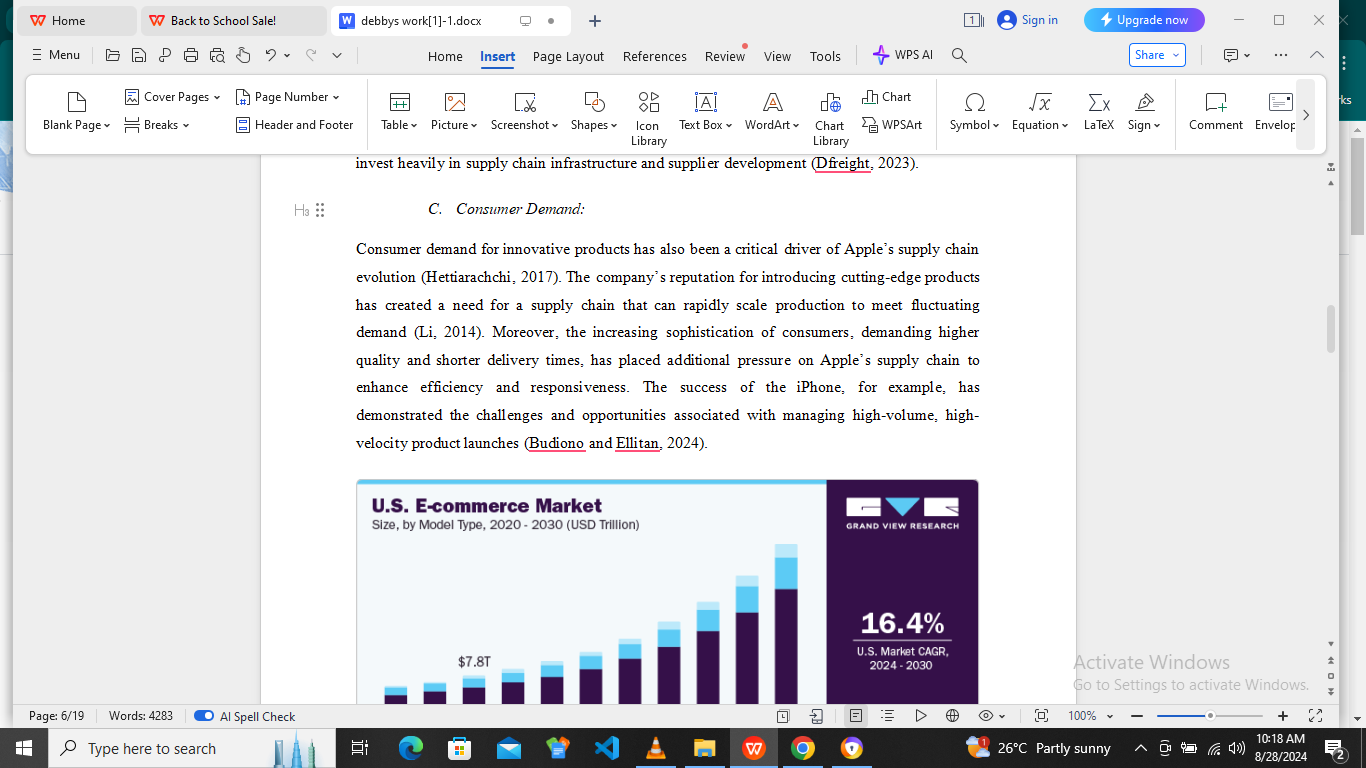 Home
Back to School Sale!
debbys work[1]-1.docx
1
Sign in
Upgrade now
Menu
Home
Insert
Page Layout
References
Review
View
Tools
WPS AI
Share
Blank Page
Cover Pages
Breaks
Page Number
Header and Footer
Table
Picture
Screenshot
Shapes
Icon
Library
Text Box
WordArt
Chart
Library
Chart
WPSArt
Symbol
Equation
LaTeX
Sign
Comment
Envelop
ks
invest heavily in supply chain infrastructure and supplier development (Dfreight, 2023).
H3
C. Consumer Demand:
Consumer demand for innovative products has also been a critical driver of Apple’s supply chain
evolution (Hettiarachchi, 2017). The company’s reputation for introducing cutting-edge products
has created a need for a supply chain that can rapidly scale production to meet fluctuating
demand (Li, 2014). Moreover, the increasing sophistication of consumers, demanding higher
quality and shorter delivery times, has placed additional pressure on Apple’s supply chain to
enhance efficiency and responsiveness. The success of the iPhone, for example, has
demonstrated the challenges and opportunities associated with managing high-volume, high-
velocity product launches (Budiono and Ellitan, 2024).
U.S. E-commerce Market
Size, by Model Type, 2020 - 2030 (USD Trillion)
GRAND VIEW RESEARCH
$7.8T
16.4%
U.S. Market CAGR,
2024 - 2030
Activate Windows
Go to Settings to activate Windows.
Page: 6/19
Words: 4283
AI Spell Check
100%
Type here to search
1
26°C Partly sunny
10:18 AM
8/28/2024
2